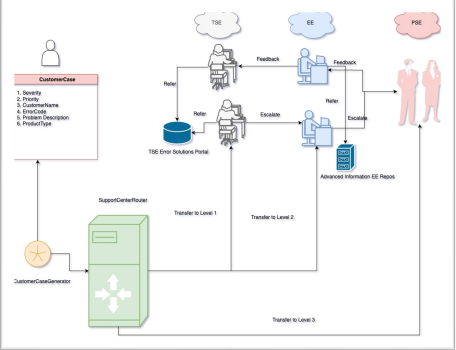 TSE
EE
PSE
CustomerCase
1. Severity
2. Priority
3. CustomerName
4. ErrorCode
5. Problem Description
6. ProductType
Feedback
Feedback
Refer
Refer
Refer
Escalate
Escalate
TSE Error Solutions Portal
Advanced Information EE Repos
SupportCenterRouter
Transfer to Level 1
Transfer to Level 2
CustomerCaseGenerator
Transfer to Level 3